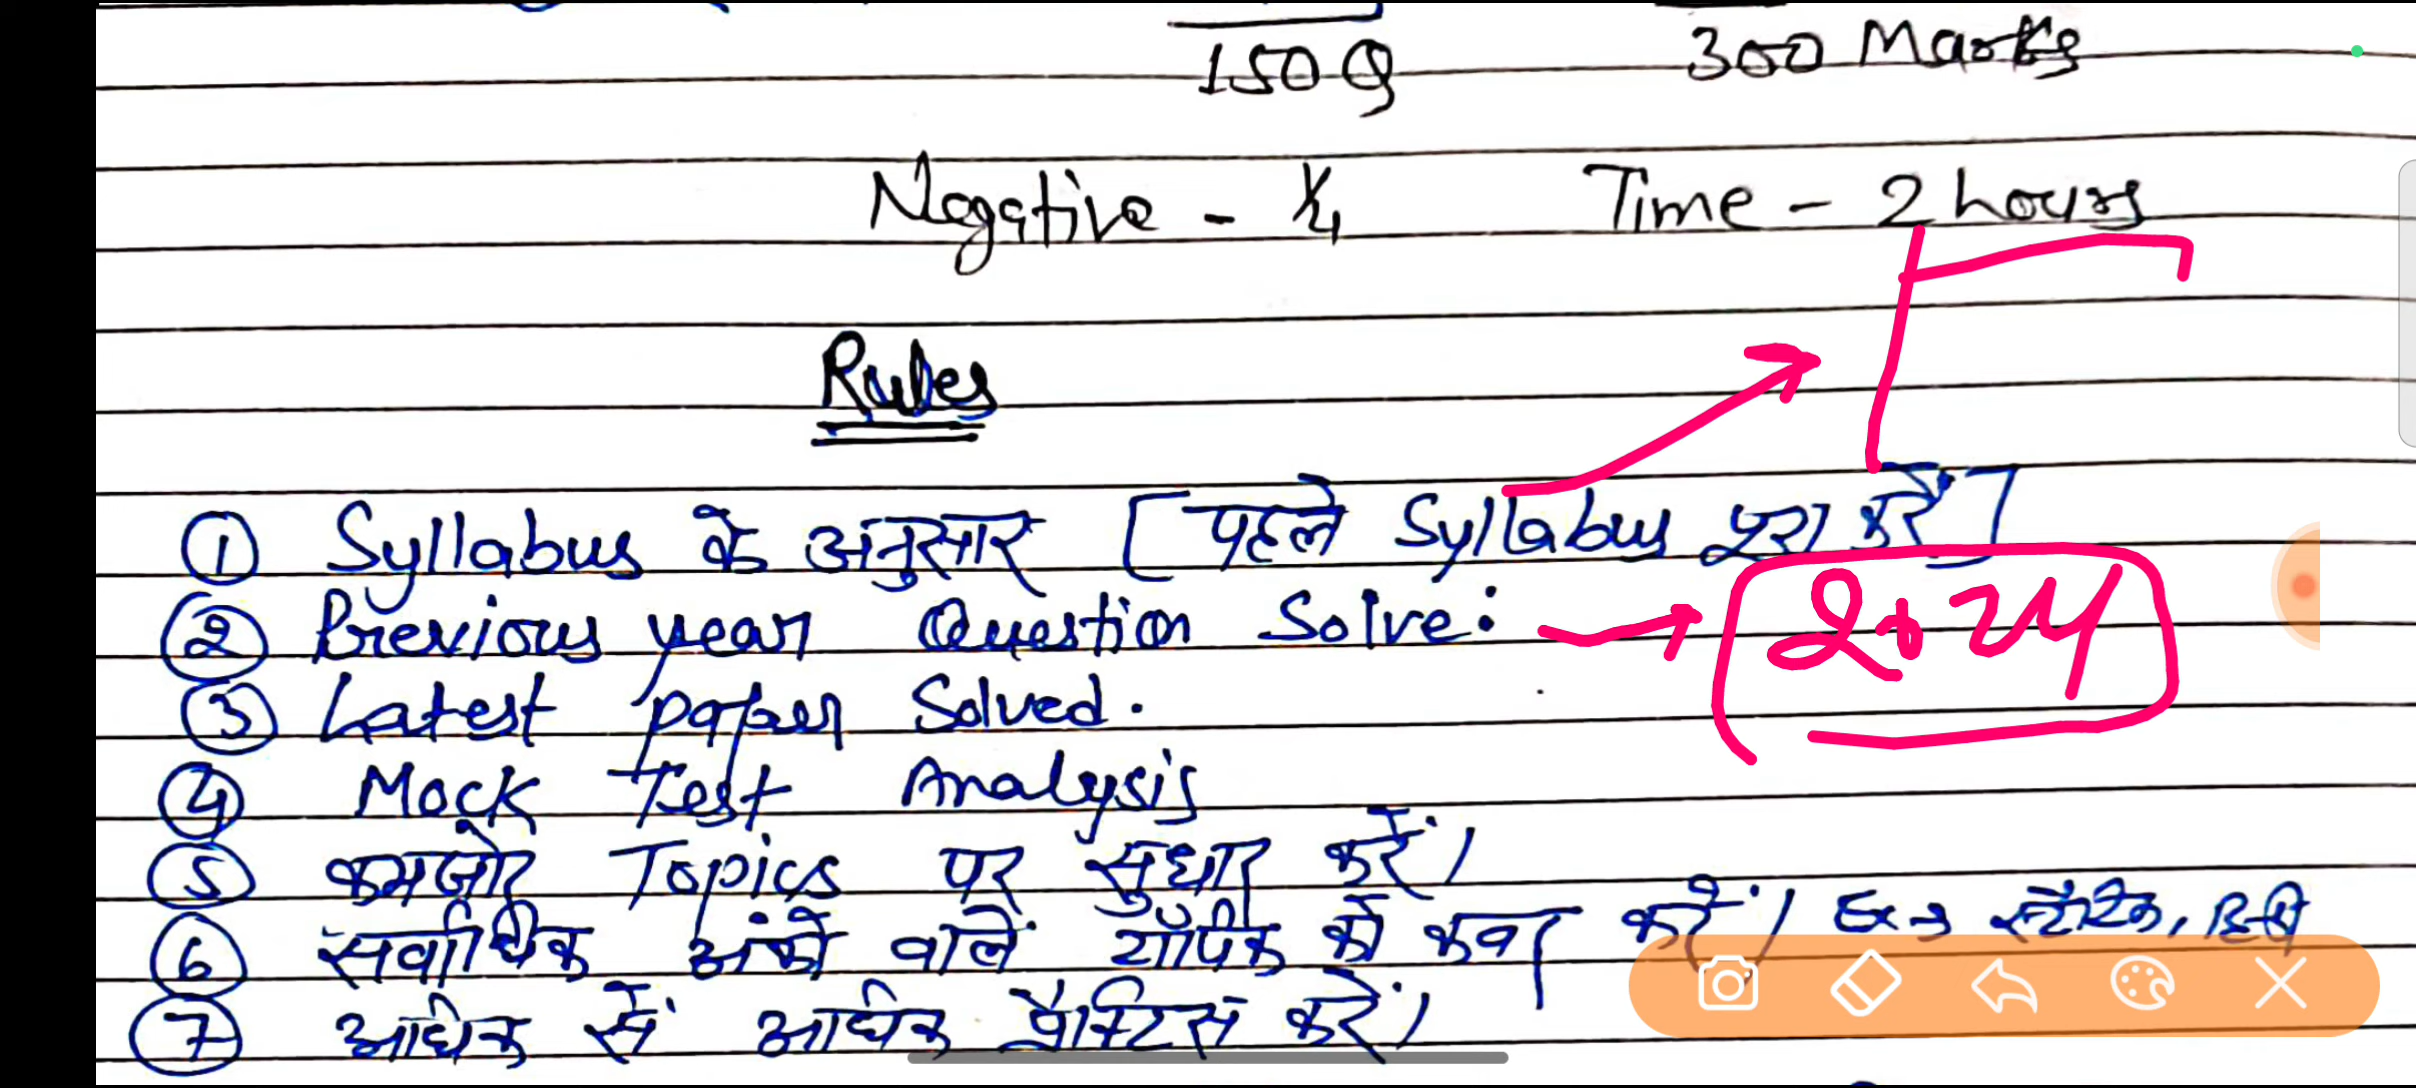 150 Q 300 Marks
Negative - 1/4 Time - 2 hours
Rules
① Syllabus के अनुसार [पहले Syllabus पूरा करें]
② Previous year Question Solve:
③ Latest paper Solved.
④ Mock Test Analysis
⑤ कमजोर Topics पर सुधार करें।
⑥ सर्वाधिक अंको वाले टॉपिक को कवर करें। Ex →
⑦ अधिक से अधिक प्रैक्टिस करें।